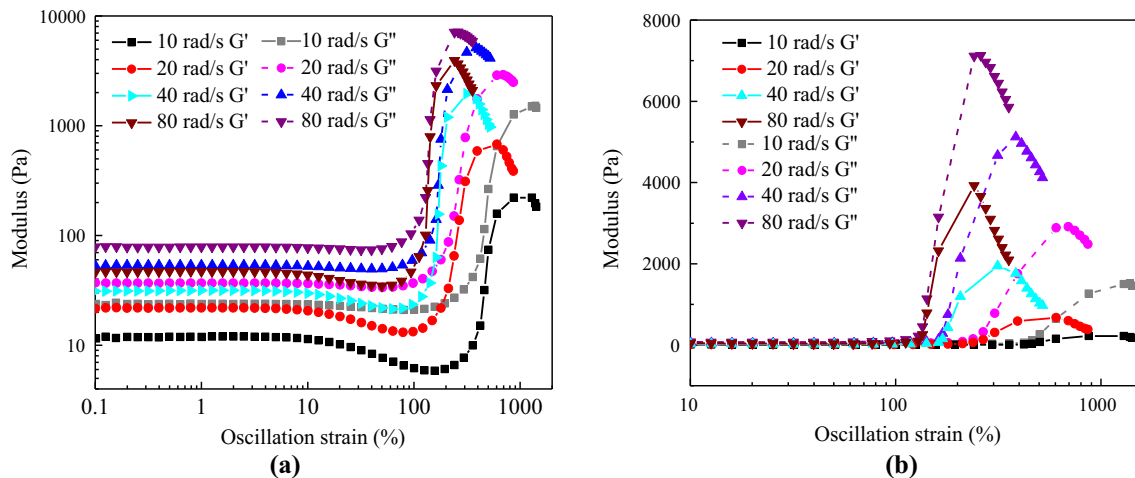 10 rad/s G' 10 rad/s G''
20 rad/s G' 20 rad/s G''
40 rad/s G' 40 rad/s G''
80 rad/s G' 80 rad/s G''
10000
1000
100
10
Modulus (Pa)
0.1 1 10 100 1000
Oscillation strain (%)
(a)
10 rad/s G'
20 rad/s G'
40 rad/s G'
80 rad/s G'
10 rad/s G''
20 rad/s G''
40 rad/s G''
80 rad/s G''
8000
6000
4000
2000
0
Modulus (Pa)
10 100 1000
Oscillation strain (%)
(b)